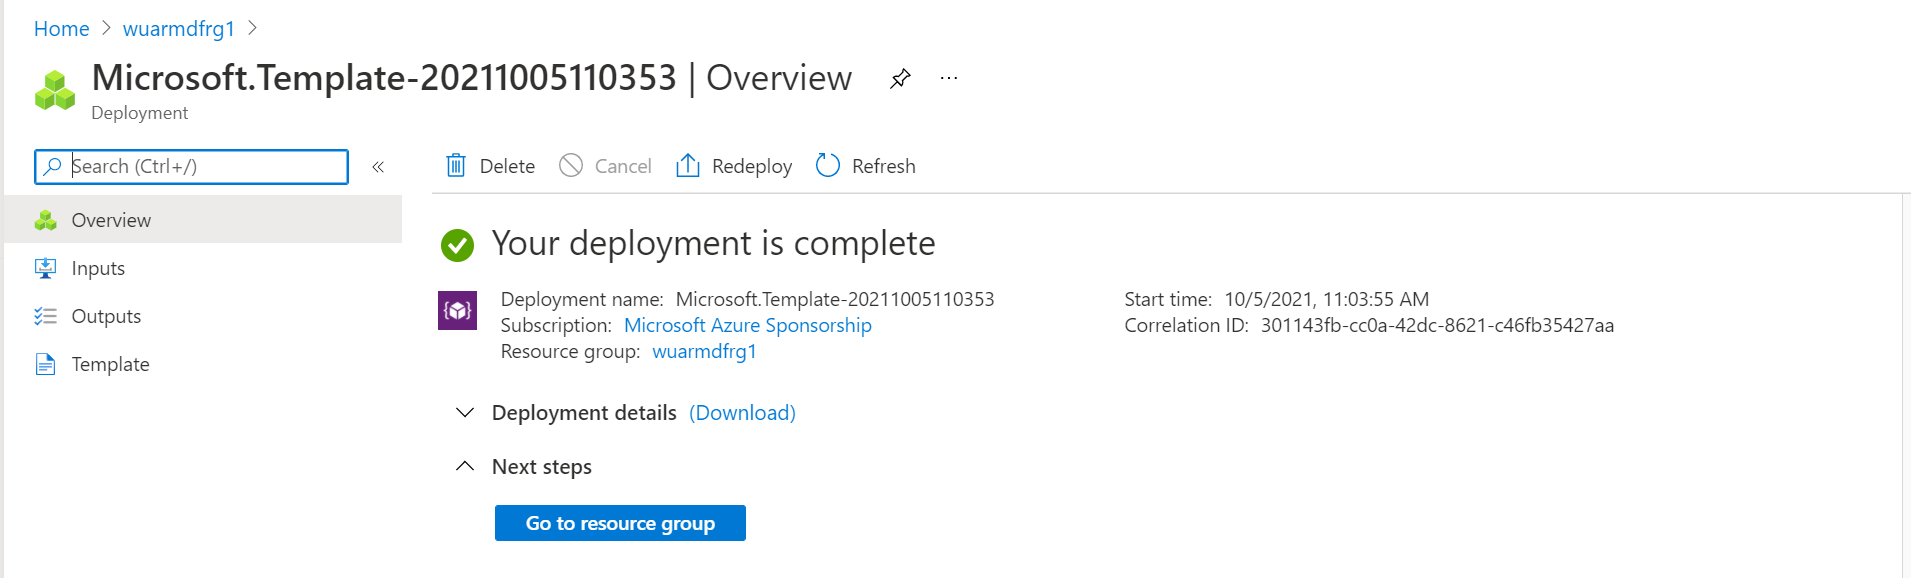 Home > wuarmdfrg1 >
Microsoft.Template-20211005110353 | Overview ...
Deployment
Search (Ctrl+/) «
Overview
Inputs
Outputs
Template
Delete Cancel Redeploy Refresh
Your deployment is complete
Deployment name: Microsoft.Template-20211005110353
Subscription: Microsoft Azure Sponsorship
Resource group: wuarmdfrg1
Start time: 10/5/2021, 11:03:55 AM
Correlation ID: 301143fb-cc0a-42dc-8621-c46fb35427aa
Deployment details (Download)
Next steps
Go to resource group